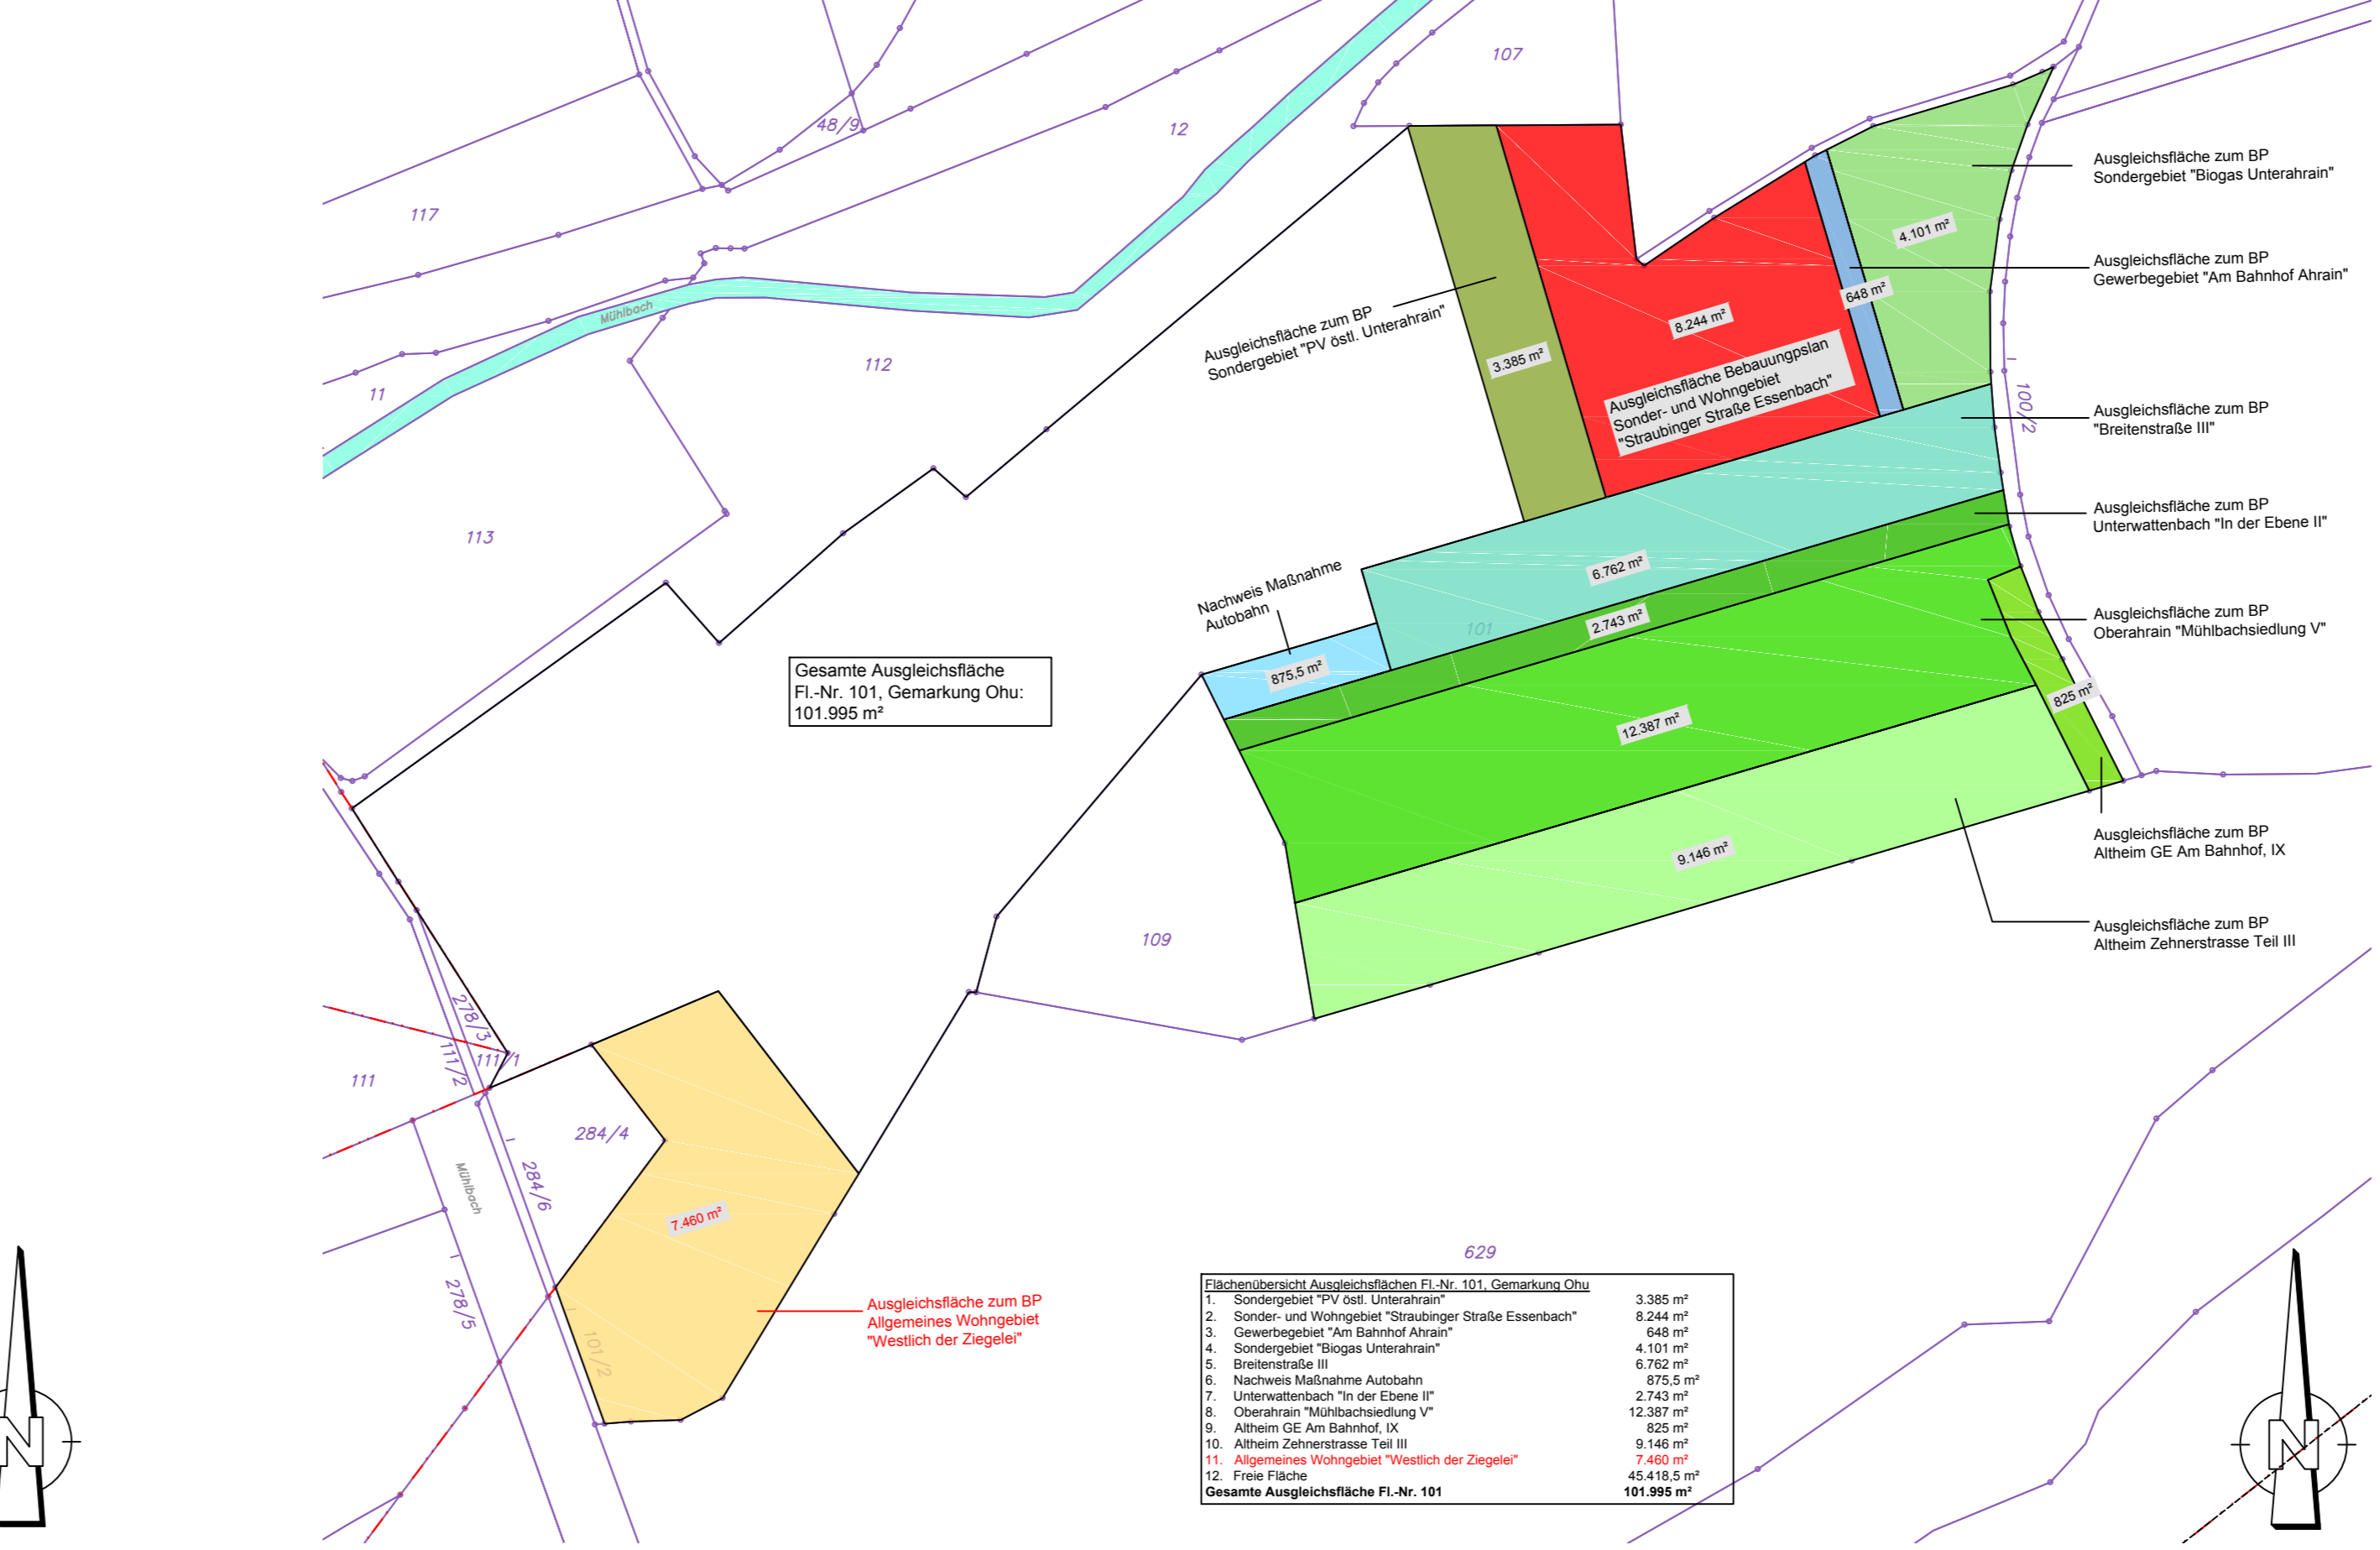 107
48/9
12
117
Mühlbach
11
112
113
Ausgleichsfläche zum BP
Sondergebiet "PV östl. Unterahrain"
3.385 m²
8.244 m²
Ausgleichsfläche Bebauungplan
Sonder- und Wohngebiet
"Straubinger Straße Essenbach"
648 m²
4.101 m²
Ausgleichsfläche zum BP
Sondergebiet "Biogas Unterahrain"
Ausgleichsfläche zum BP
Gewerbegebiet "Am Bahnhof Ahrain"
100/2
Ausgleichsfläche zum BP
"Breitenstraße III"
Ausgleichsfläche zum BP
Unterwattenbach "In der Ebene II"
Ausgleichsfläche zum BP
Oberahrain "Mühlbachsiedlung V"
Nachweis Maßnahme
Autobahn
875,5 m²
6.762 m²
101
2.743 m²
12.387 m²
825 m²
9.146 m²
Ausgleichsfläche zum BP
Altheim GE Am Bahnhof, IX
Ausgleichsfläche zum BP
Altheim Zehnerstrasse Teil III
Gesamte Ausgleichsfläche
Fl.-Nr. 101, Gemarkung Ohu:
101.995 m²
109
278/3
111/2
111/1
111
284/4
284/6
Mühlbach
278/5
101/2
7.460 m²
Ausgleichsfläche zum BP
Allgemeines Wohngebiet
"Westlich der Ziegelei"
629
Flächenübersicht Ausgleichsflächen Fl.-Nr. 101, Gemarkung Ohu
1. Sondergebiet "PV östl. Unterahrain" 3.385 m²
2. Sonder- und Wohngebiet "Straubinger Straße Essenbach" 8.244 m²
3. Gewerbegebiet "Am Bahnhof Ahrain" 648 m²
4. Sondergebiet "Biogas Unterahrain" 4.101 m²
5. Breitenstraße III 6.762 m²
6. Nachweis Maßnahme Autobahn 875,5 m²
7. Unterwattenbach "In der Ebene II" 2.743 m²
8. Oberahrain "Mühlbachsiedlung V" 12.387 m²
9. Altheim GE Am Bahnhof, IX 825 m²
10. Altheim Zehnerstrasse Teil III 9.146 m²
11. Allgemeines Wohngebiet "Westlich der Ziegelei" 7.460 m²
12. Freie Fläche 45.418,5 m²
Gesamte Ausgleichsfläche Fl.-Nr. 101 101.995 m²
N
N